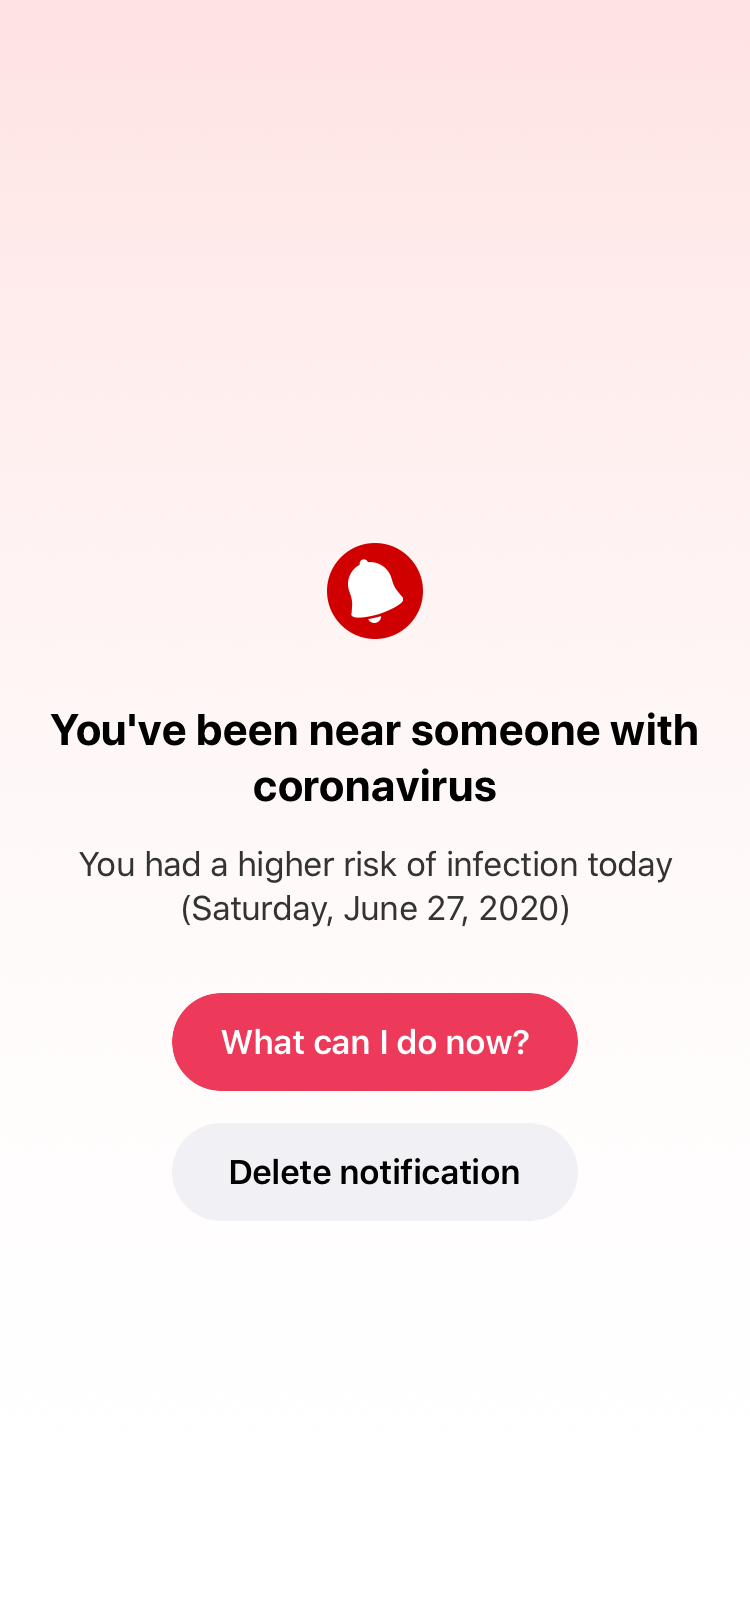 You've been near someone with
coronavirus
You had a higher risk of infection today
(Saturday, June 27, 2020)
What can I do now?
Delete notification